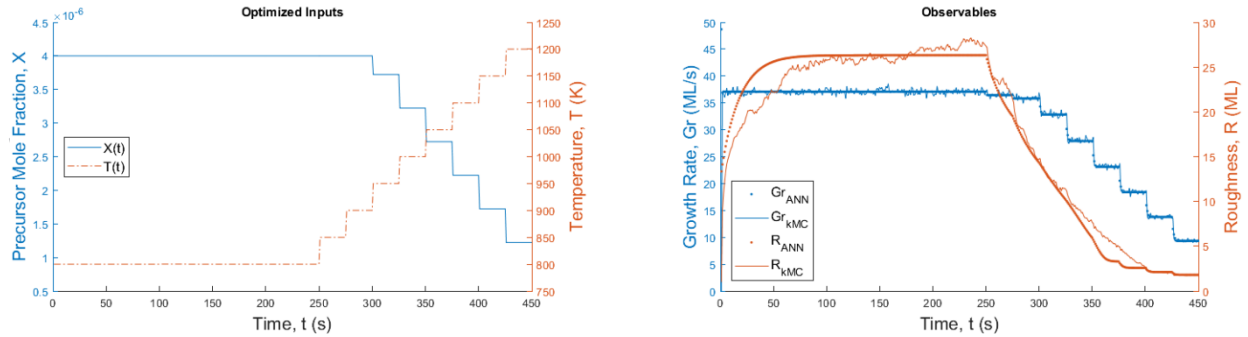 Optimized Inputs
×10⁻⁶
4.5
4
3.5
3
2.5
2
1.5
1
0.5
Precursor Mole Fraction, X
X(t)
T(t)
1250
1200
1150
1100
1050
1000
950
900
850
800
750
700
Temperature, T (K)
0 50 100 150 200 250 300 350 400 450
Time, t (s)
Observables
50
45
40
35
30
25
20
15
10
5
0
Growth Rate, Gr (ML/s)
Gr_ANN
Gr_kMC
R_ANN
R_kMC
30
25
20
15
10
5
0
Roughness, R (ML)
0 50 100 150 200 250 300 350 400 450
Time, t (s)